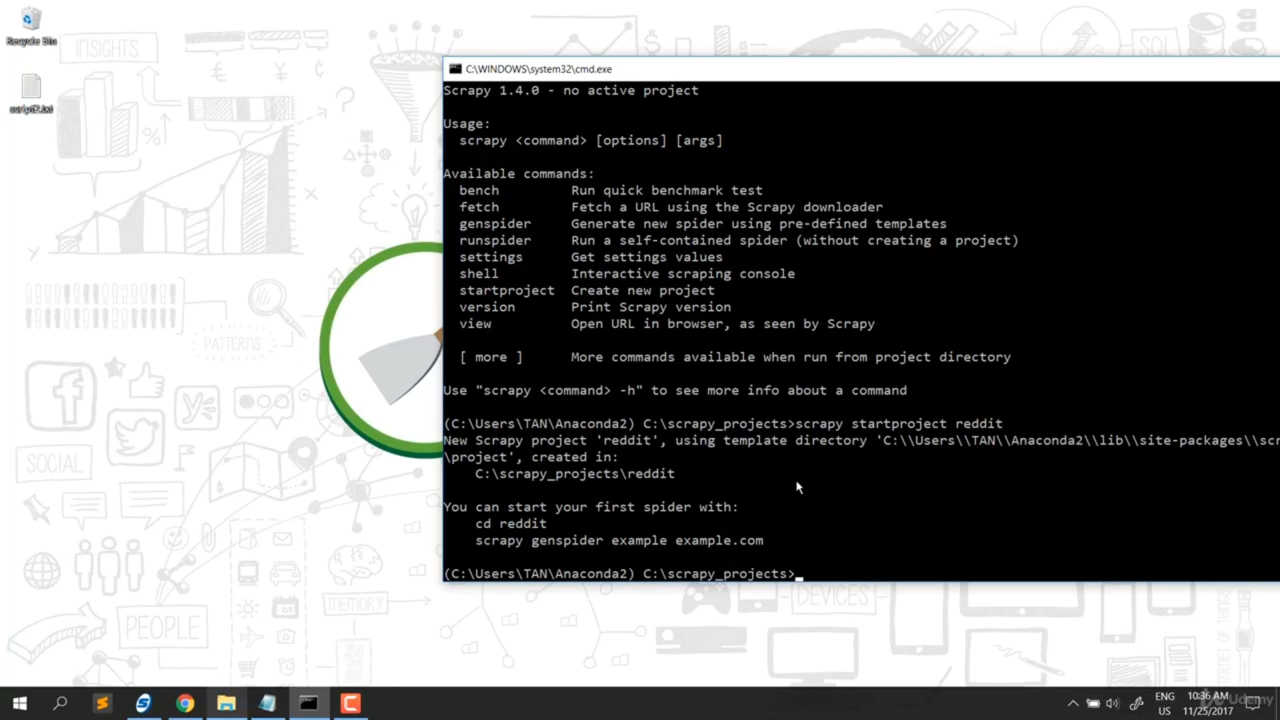 Recycle Bin
INSIGHTS
script2.txt
PATTERNS
SOCIAL
PEOPLE
MEMORY
DEVICES
SQL
C:\WINDOWS\system32\cmd.exe
Scrapy 1.4.0 - no active project
Usage:
scrapy <command> [options] [args]
Available commands:
bench Run quick benchmark test
fetch Fetch a URL using the Scrapy downloader
genspider Generate new spider using pre-defined templates
runspider Run a self-contained spider (without creating a project)
settings Get settings values
shell Interactive scraping console
startproject Create new project
version Print Scrapy version
view Open URL in browser, as seen by Scrapy
[ more ] More commands available when run from project directory
Use "scrapy <command> -h" to see more info about a command
(C:\Users\TAN\Anaconda2) C:\scrapy_projects>scrapy startproject reddit
New Scrapy project 'reddit', using template directory 'C:\\Users\\TAN\\Anaconda2\\lib\\site-packages\\scr
\project', created in:
C:\scrapy_projects\reddit
You can start your first spider with:
cd reddit
scrapy genspider example example.com
(C:\Users\TAN\Anaconda2) C:\scrapy_projects>_
ENG
US
10:36 AM
11/25/2017
Udemy